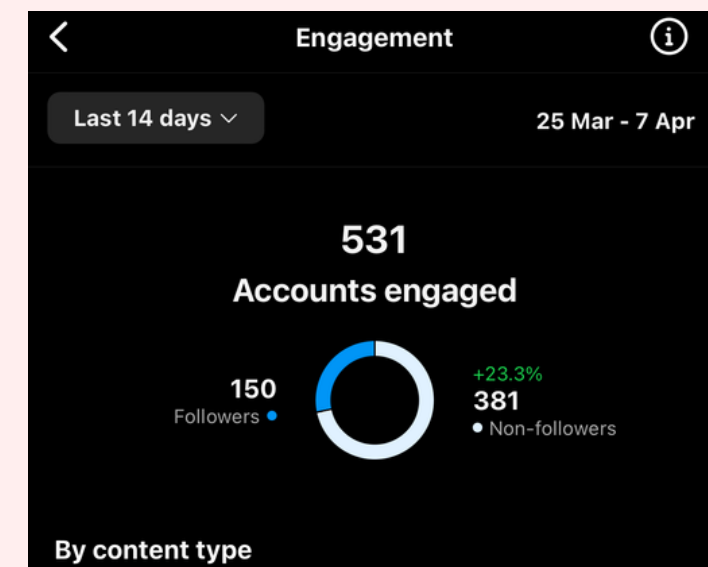 Engagement
Last 14 days
25 Mar - 7 Apr
531
Accounts engaged
150
Followers
+23.3%
381
Non-followers
By content type